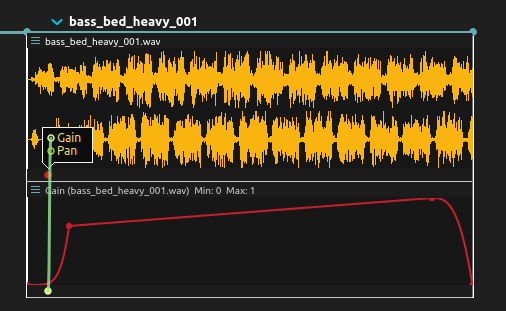 bass_bed_heavy_001
bass_bed_heavy_001.wav
Gain
Pan
Gain (bass_bed_heavy_001.wav) Min: 0 Max: 1